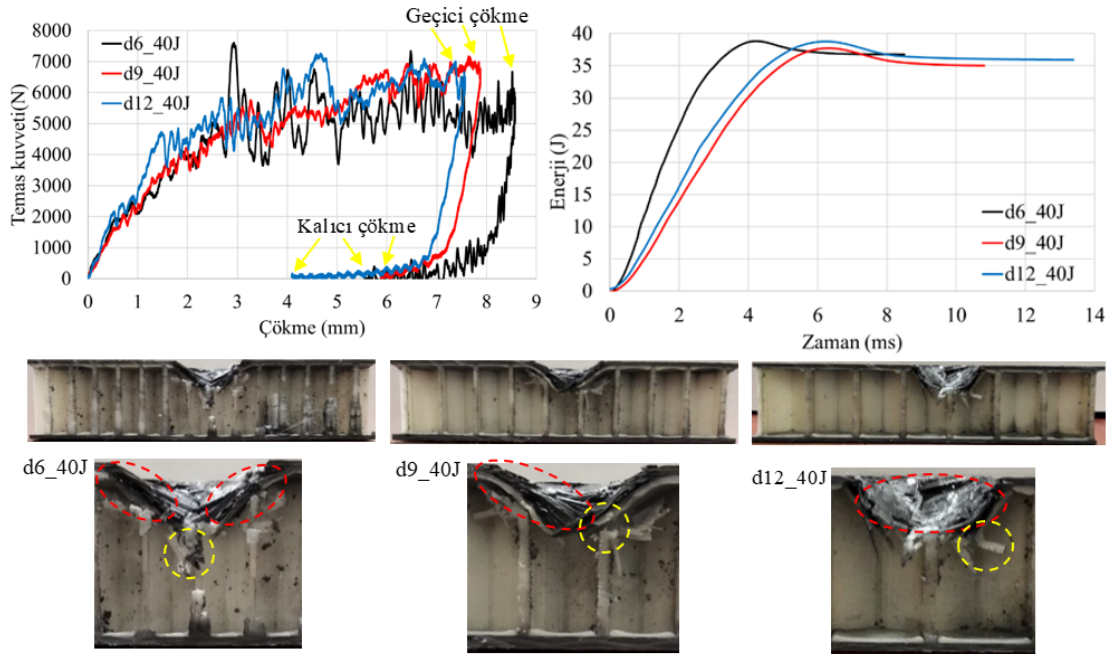 Geçici çökme
8000
7000
6000
5000
4000
3000
2000
1000
0
Temas kuvveti(N)
d6_40J
d9_40J
d12_40J
Kalıcı çökme
0 1 2 3 4 5 6 7 8 9
Çökme (mm)
40
35
30
25
20
15
10
5
0
Enerji (J)
d6_40J
d9_40J
d12_40J
0 2 4 6 8 10 12 14
Zaman (ms)
d6_40J
d9_40J
d12_40J